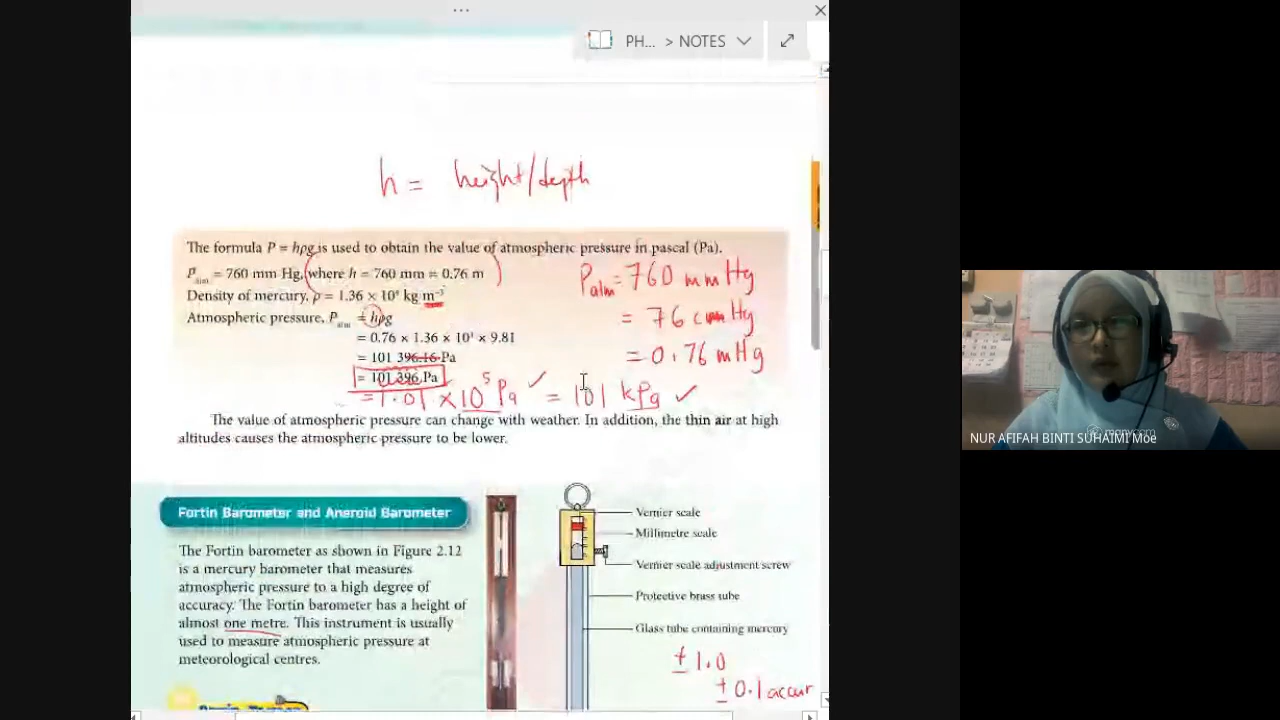 PH... > NOTES
h = height/depth
The formula P = hρg is used to obtain the value of atmospheric pressure in pascal (Pa).
P atm = 760 mm Hg, (where h = 760 mm = 0.76 m )
Patm = 760 mmHg
Density of mercury, ρ = 1.36 × 10⁴ kg m⁻³
Atmospheric pressure, P atm = hρg
= 76 cmHg
= 0.76 × 1.36 × 10⁴ × 9.81
= 101 396.16 Pa
= 0.76 mHg
= 101 396 Pa
= 1.01 × 10⁵ Pa ✓ = 101 kPa ✓
The value of atmospheric pressure can change with weather. In addition, the thin air at high
altitudes causes the atmospheric pressure to be lower.
Fortin Barometer and Aneroid Barometer
The Fortin barometer as shown in Figure 2.12
is a mercury barometer that measures
atmospheric pressure to a high degree of
accuracy. The Fortin barometer has a height of
almost one metre. This instrument is usually
used to measure atmospheric pressure at
meteorological centres.
Vernier scale
Millimetre scale
Vernier scale adjustment screw
Protective brass tube
Glass tube containing mercury
± 1.0
± 0.1 accur
NUR AFIFAH BINTI SUHAIMI Moe